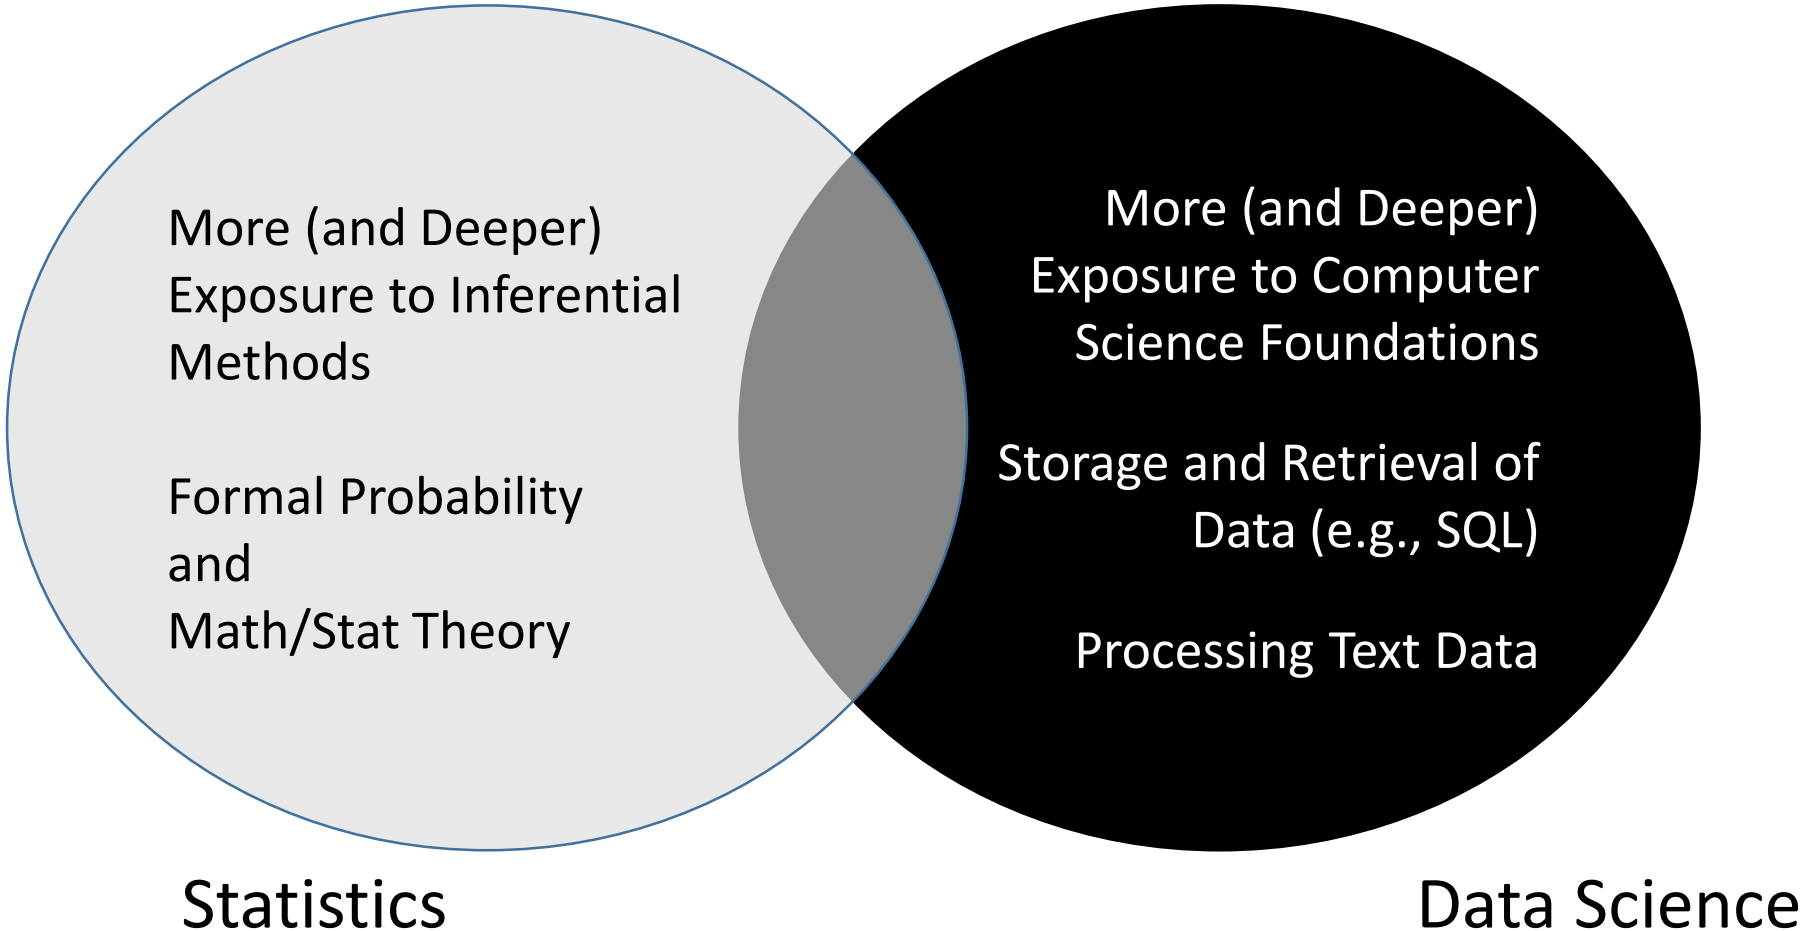 More (and Deeper)
Exposure to Inferential
Methods
Formal Probability
and
Math/Stat Theory
More (and Deeper)
Exposure to Computer
Science Foundations
Storage and Retrieval of
Data (e.g., SQL)
Processing Text Data
Statistics
Data Science